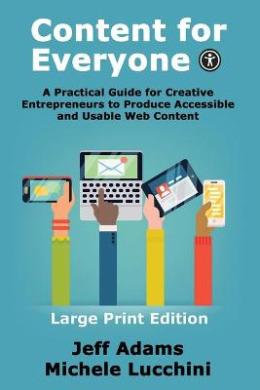 Content for
Everyone
A Practical Guide for Creative
Entrepreneurs to Produce Accessible
and Usable Web Content
Large Print Edition
Jeff Adams
Michele Lucchini